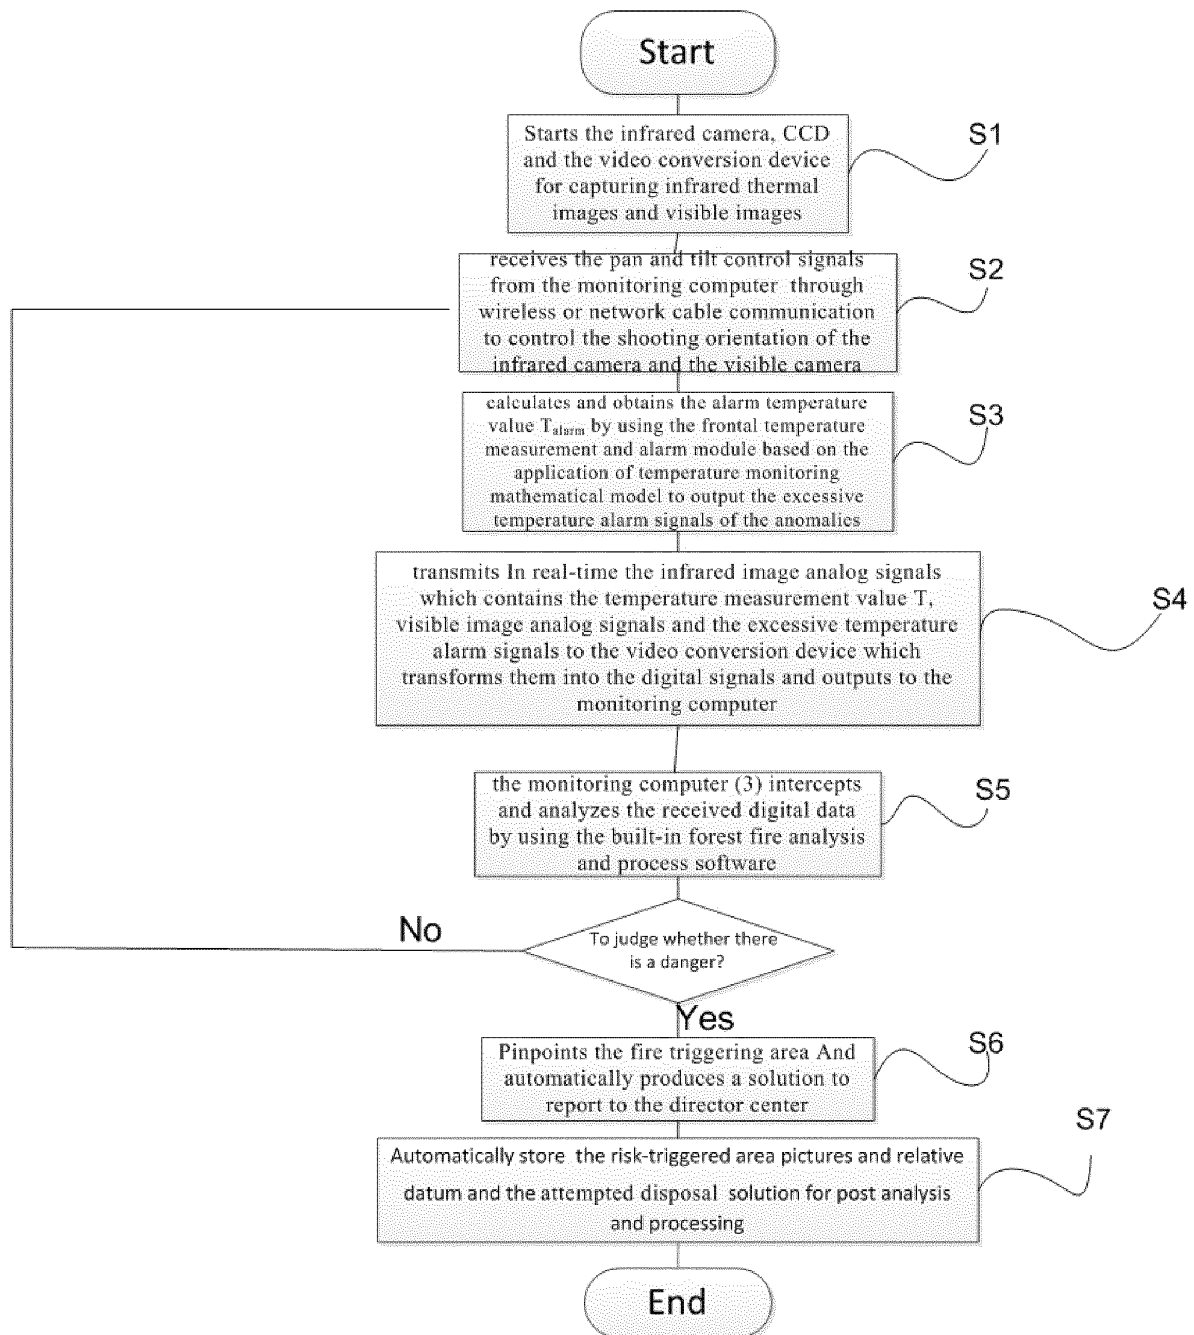 Start
Starts the infrared camera, CCD
and the video conversion device
for capturing infrared thermal
images and visible images
S1
receives the pan and tilt control signals
from the monitoring computer through
wireless or network cable communication
to control the shooting orientation of the
infrared camera and the visible camera
S2
calculates and obtains the alarm temperature
value Talarm by using the frontal temperature
measurement and alarm module based on the
application of temperature monitoring
mathematical model to output the excessive
temperature alarm signals of the anomalies
S3
transmits In real-time the infrared image analog signals
which contains the temperature measurement value T,
visible image analog signals and the excessive temperature
alarm signals to the video conversion device which
transforms them into the digital signals and outputs to the
monitoring computer
S4
the monitoring computer (3) intercepts
and analyzes the received digital data
by using the built-in forest fire analysis
and process software
S5
No
To judge whether there
is a danger?
Yes
Pinpoints the fire triggering area And
automatically produces a solution to
report to the director center
S6
Automatically store the risk-triggered area pictures and relative
datum and the attempted disposal solution for post analysis
and processing
S7
End